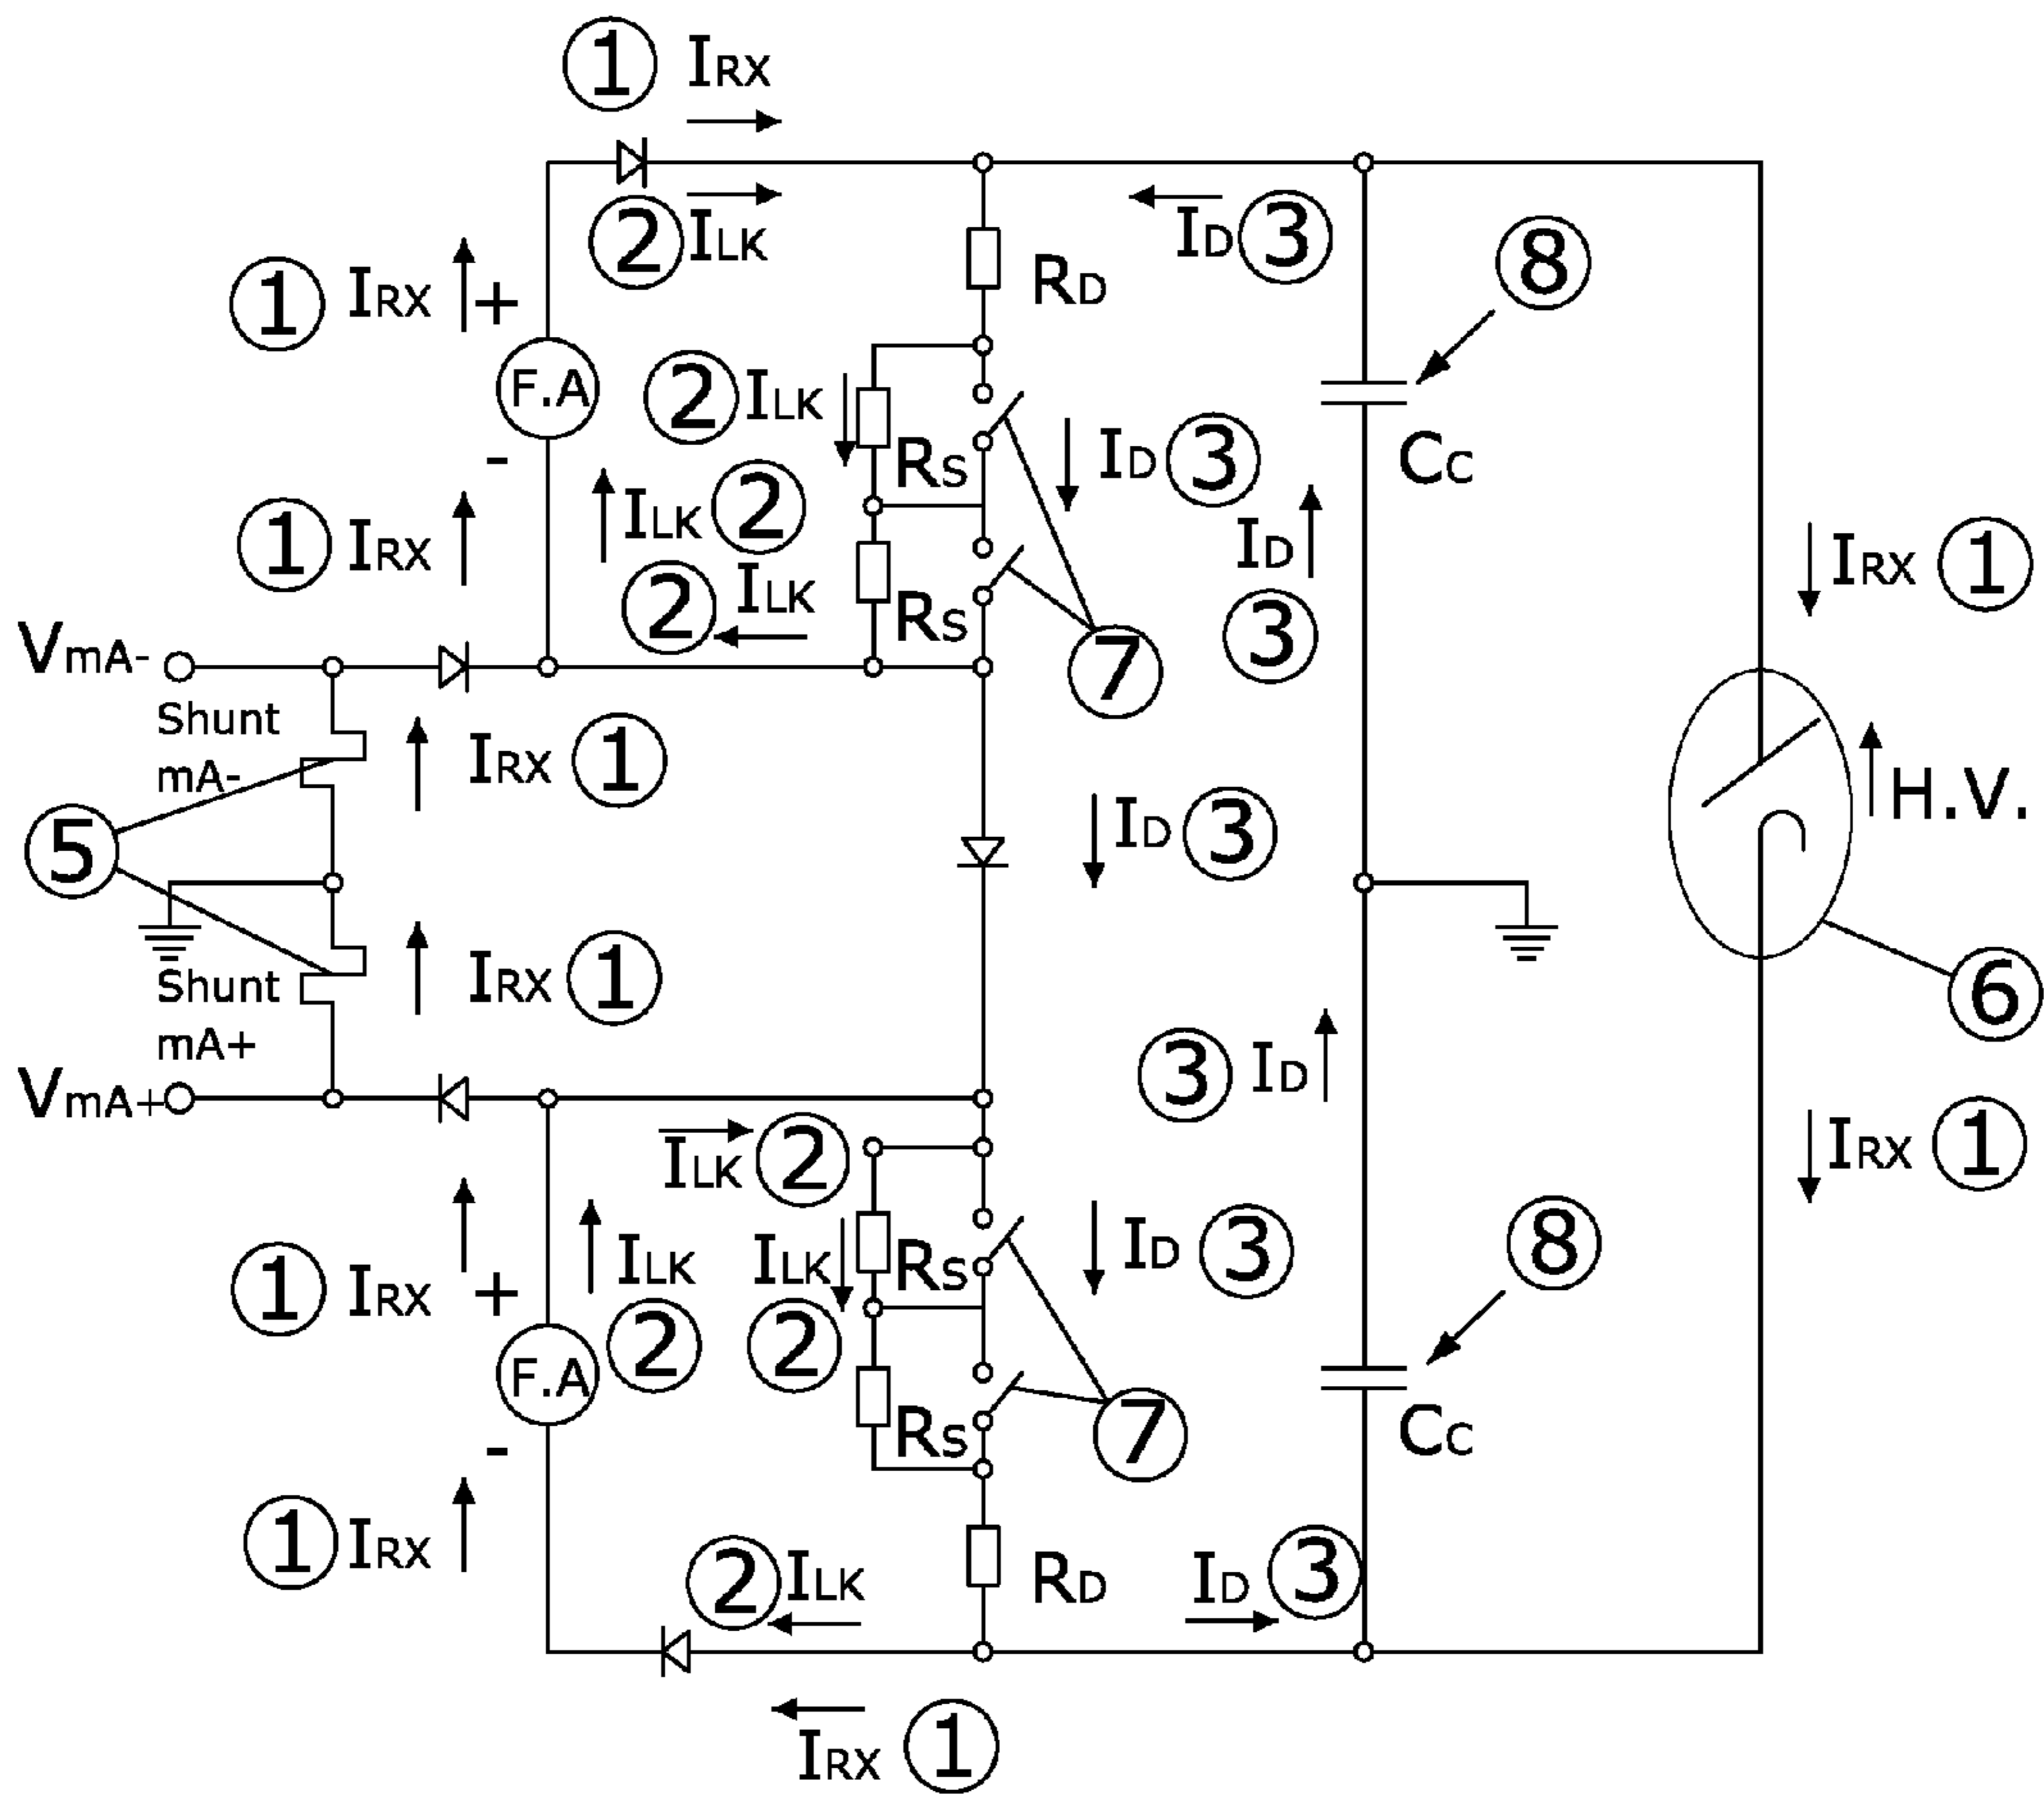 ① IRX
② ILK
ID ③
⑧
① IRX +
RD
F.A
② ILK
RS
ID ③
CC
-
① IRX
ILK ②
ID
③
IRX ①
② ILK
RS
⑦
VmA-
Shunt
mA-
IRX ①
H.V.
⑤
ID ③
IRX ①
⑥
Shunt
mA+
③ ID
VmA+
ILK ②
IRX ①
① IRX +
ILK
②
ILK
②
RS
ID ③
⑧
F.A
RS
⑦
CC
-
① IRX
② ILK
RD
ID ③
IRX ①